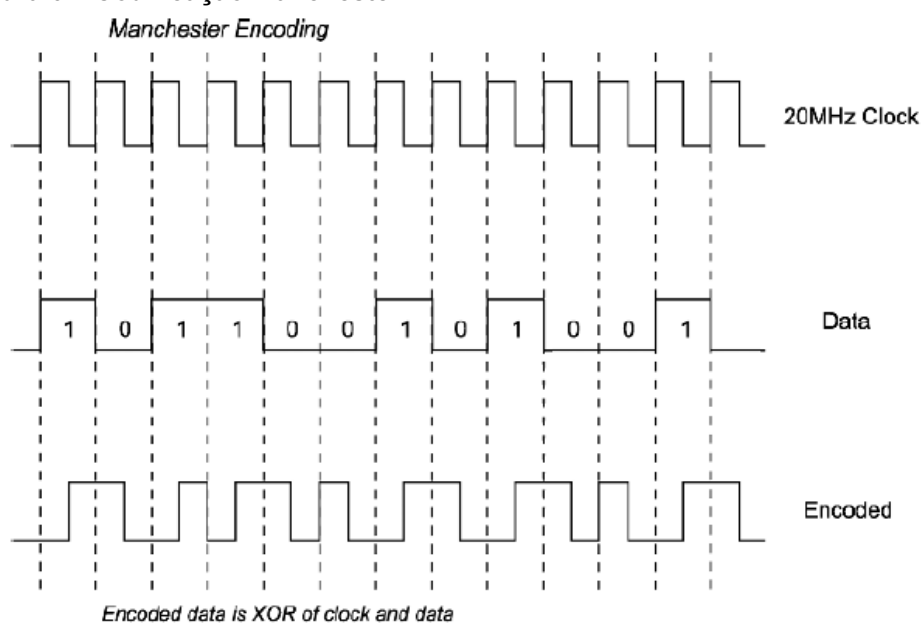 Manchester Encoding
20MHz Clock
1 0 1 1 0 0 1 0 1 0 0 1
Data
Encoded
Encoded data is XOR of clock and data